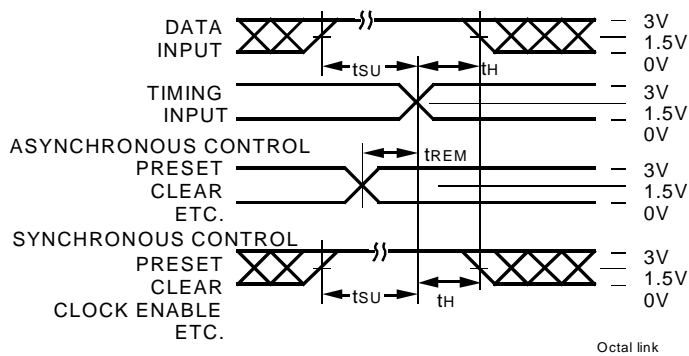 DATA
INPUT
3V
1.5V
0V
tSU
tH
TIMING
INPUT
3V
1.5V
0V
ASYNCHRONOUS CONTROL
PRESET
CLEAR
ETC.
tREM
3V
1.5V
0V
SYNCHRONOUS CONTROL
PRESET
CLEAR
CLOCK ENABLE
ETC.
tSU
tH
3V
1.5V
0V
Octal link